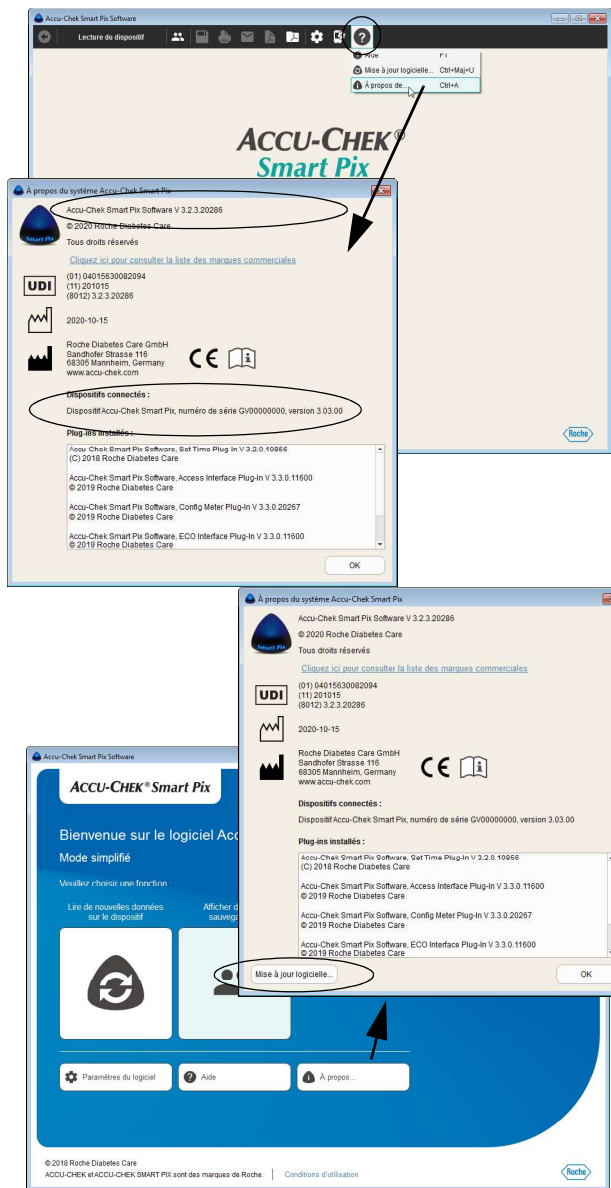 Accu-Chek Smart Pix Software
Lecture du dispositif
Aide F1
Mise à jour logicielle... Ctrl+Maj+U
À propos de... Ctrl+A
ACCU-CHEK®
Smart Pix
À propos du système Accu-Chek Smart Pix
Smart Pix
Accu-Chek Smart Pix Software V 3.2.3.20286
© 2020 Roche Diabetes Care
Tous droits réservés
Cliquez ici pour consulter la liste des marques commerciales
UDI
(01) 04015630082094
(11) 201015
(8012) 3.2.3.20286
2020-10-15
Roche Diabetes Care GmbH
Sandhofer Strasse 116
68305 Mannheim, Germany
www.accu-chek.com
CE
Dispositifs connectés :
Dispositif Accu-Chek Smart Pix, numéro de série GV00000000, version 3.03.00
Plug-ins installés :
Accu-Chek Smart Pix Software, Set Time Plug-In V 3.2.0.10956
(C) 2018 Roche Diabetes Care
Accu-Chek Smart Pix Software, Access Interface Plug-In V 3.3.0.11600
© 2019 Roche Diabetes Care
Accu-Chek Smart Pix Software, Config Meter Plug-In V 3.3.0.20267
© 2019 Roche Diabetes Care
Accu-Chek Smart Pix Software, ECO Interface Plug-In V 3.3.0.11600
© 2019 Roche Diabetes Care
OK
Roche
À propos du système Accu-Chek Smart Pix
Smart Pix
Accu-Chek Smart Pix Software V 3.2.3.20286
© 2020 Roche Diabetes Care
Tous droits réservés
Cliquez ici pour consulter la liste des marques commerciales
UDI
(01) 04015630082094
(11) 201015
(8012) 3.2.3.20286
2020-10-15
Roche Diabetes Care GmbH
Sandhofer Strasse 116
68305 Mannheim, Germany
www.accu-chek.com
CE
Dispositifs connectés :
Dispositif Accu-Chek Smart Pix, numéro de série GV00000000, version 3.03.00
Plug-ins installés :
Accu-Chek Smart Pix Software, Set Time Plug-In V 3.2.0.10956
(C) 2018 Roche Diabetes Care
Accu-Chek Smart Pix Software, Access Interface Plug-In V 3.3.0.11600
© 2019 Roche Diabetes Care
Accu-Chek Smart Pix Software, Config Meter Plug-In V 3.3.0.20267
© 2019 Roche Diabetes Care
Accu-Chek Smart Pix Software, ECO Interface Plug-In V 3.3.0.11600
© 2019 Roche Diabetes Care
Mise à jour logicielle...
OK
Accu-Chek Smart Pix Software
ACCU-CHEK® Smart Pix
Bienvenue sur le logiciel Acc
Mode simplifié
Veuillez choisir une fonction :
Lire de nouvelles données
sur le dispositif
Afficher d
sauvega
Paramètres du logiciel
Aide
À propos...
© 2018 Roche Diabetes Care
ACCU-CHEK et ACCU-CHEK SMART PIX sont des marques de Roche.
Conditions d'utilisation
Roche